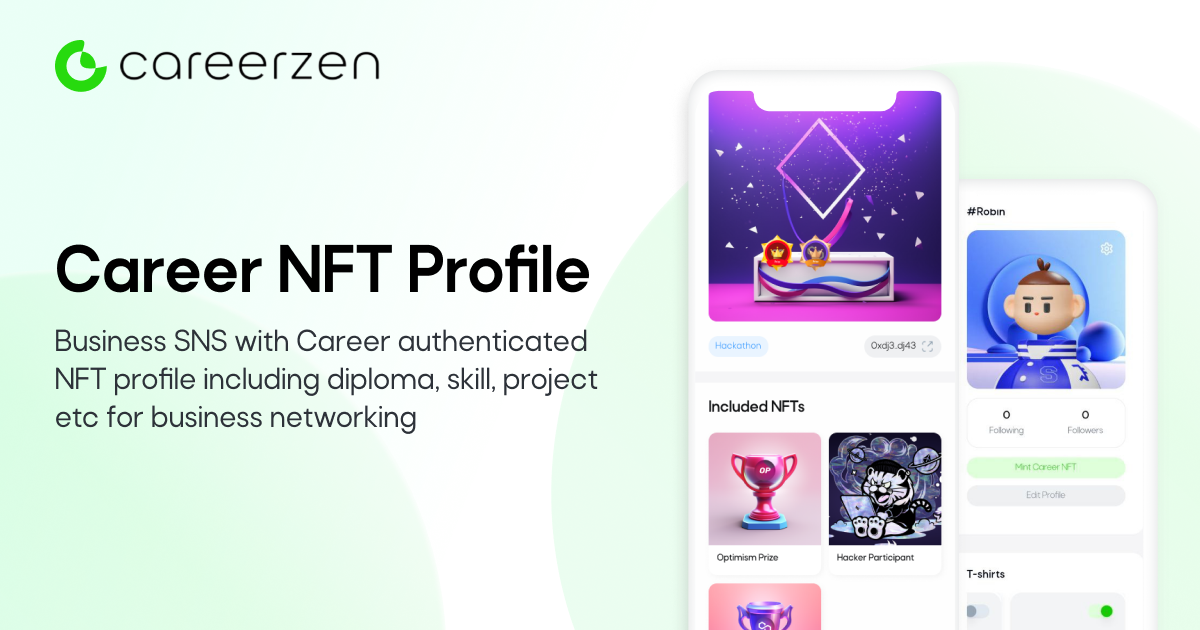 careerzen
Career NFT Profile
Business SNS with Career authenticated
NFT profile including diploma, skill, project
etc for business networking
Hackathon
0xdj3.dj43
Included NFTs
OP
Optimism Prize
Hacker Participant
#Robin
S
0
0
Following
Followers
Mint Career NFT
Edit Profile
T-shirts